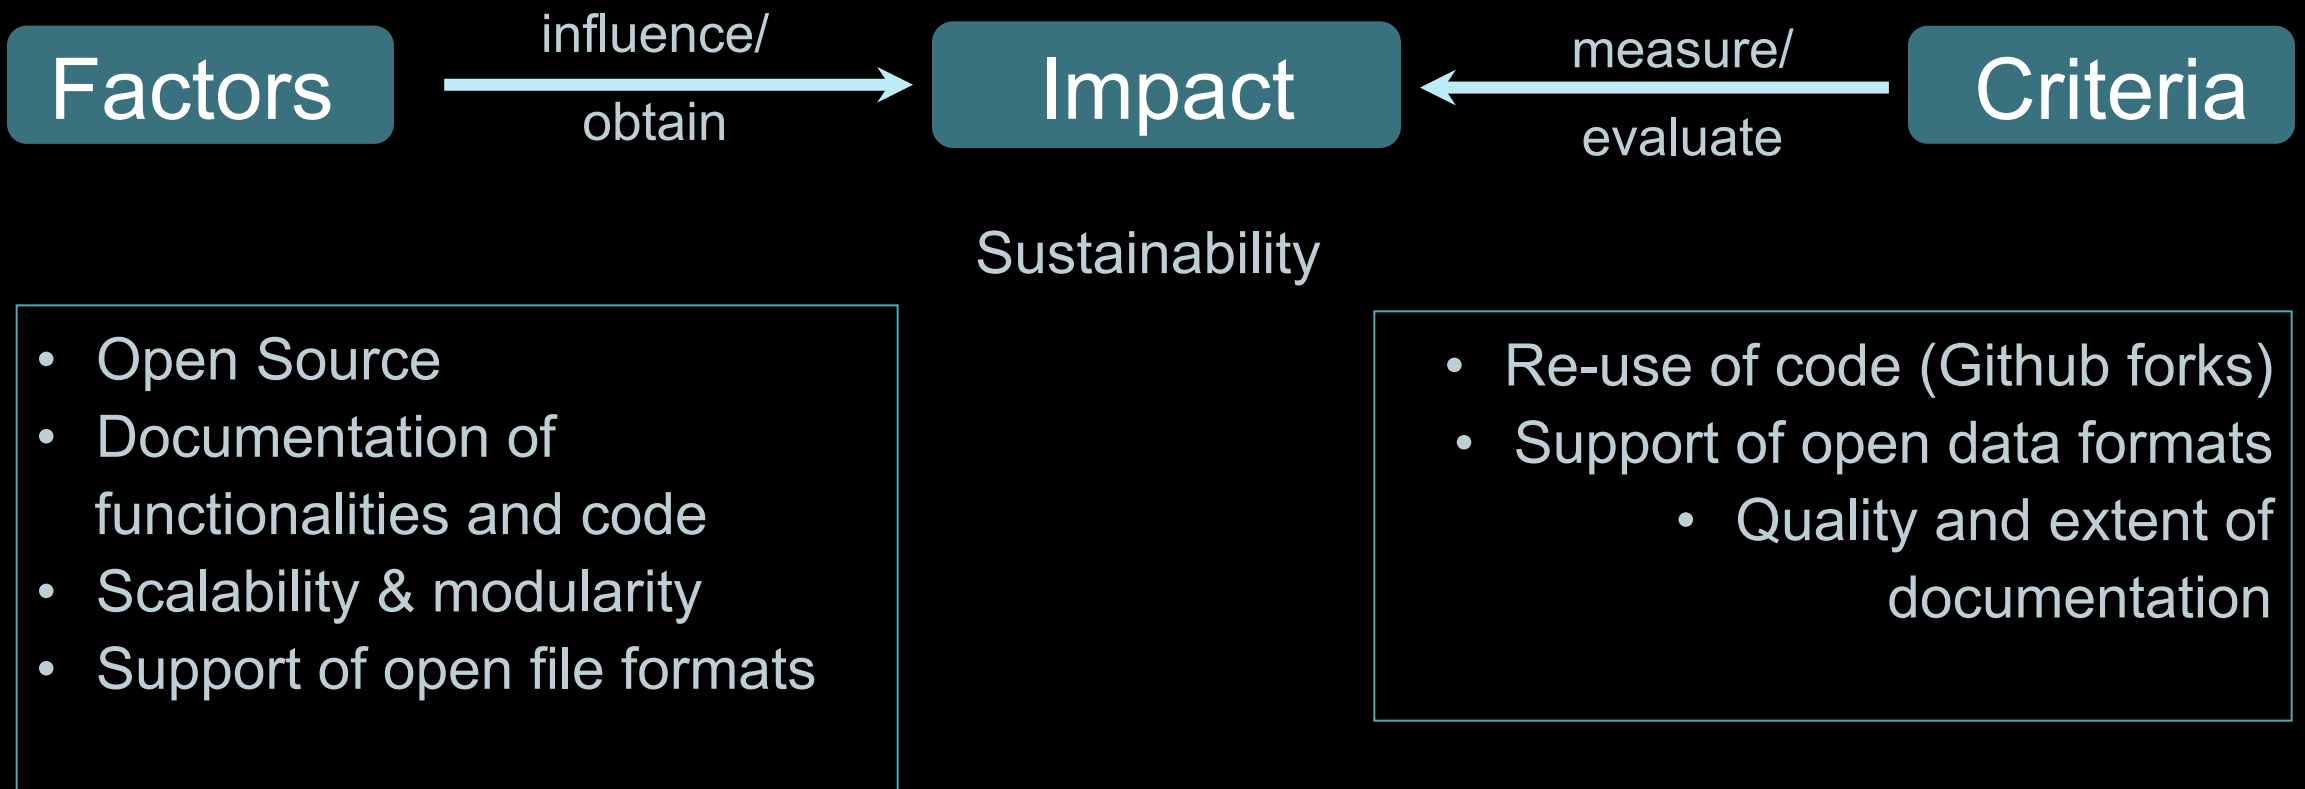 Factors
influence/
obtain
Impact
measure/
evaluate
Criteria
Sustainability
• Open Source
• Documentation of
functionalities and code
• Scalability & modularity
• Support of open file formats
• Re-use of code (Github forks)
• Support of open data formats
• Quality and extent of
documentation